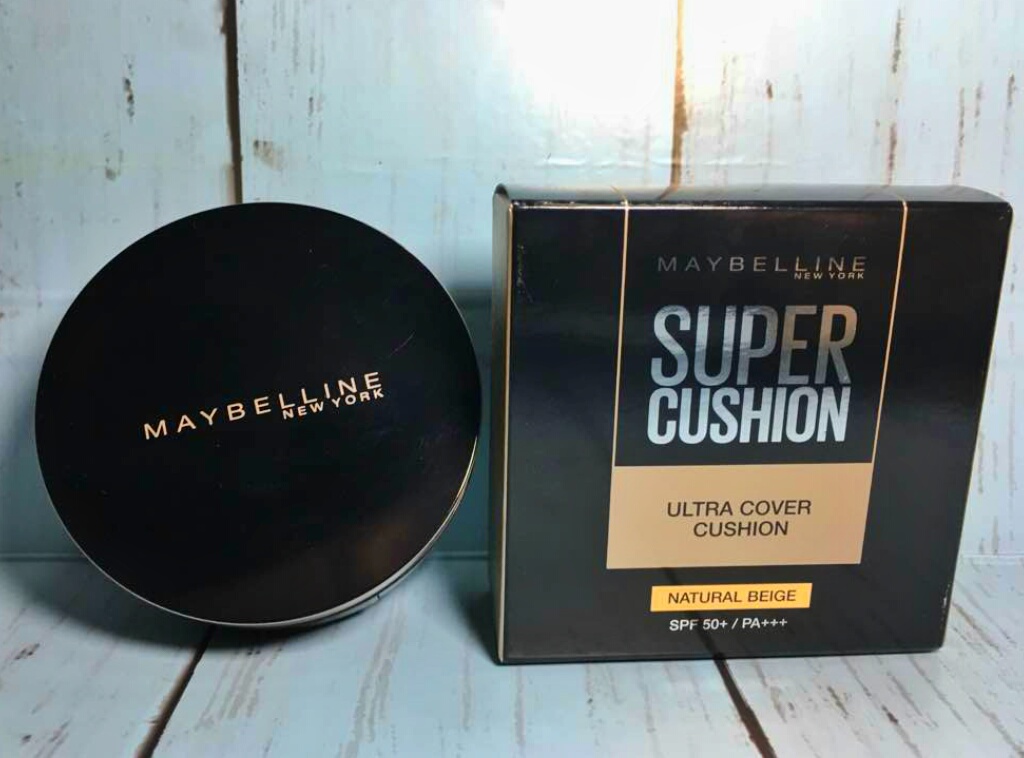 MAYBELLINE
NEW YORK
MAYBELLINE
NEW YORK
SUPER
CUSHION
ULTRA COVER
CUSHION
NATURAL BEIGE
SPF 50+ / PA+++